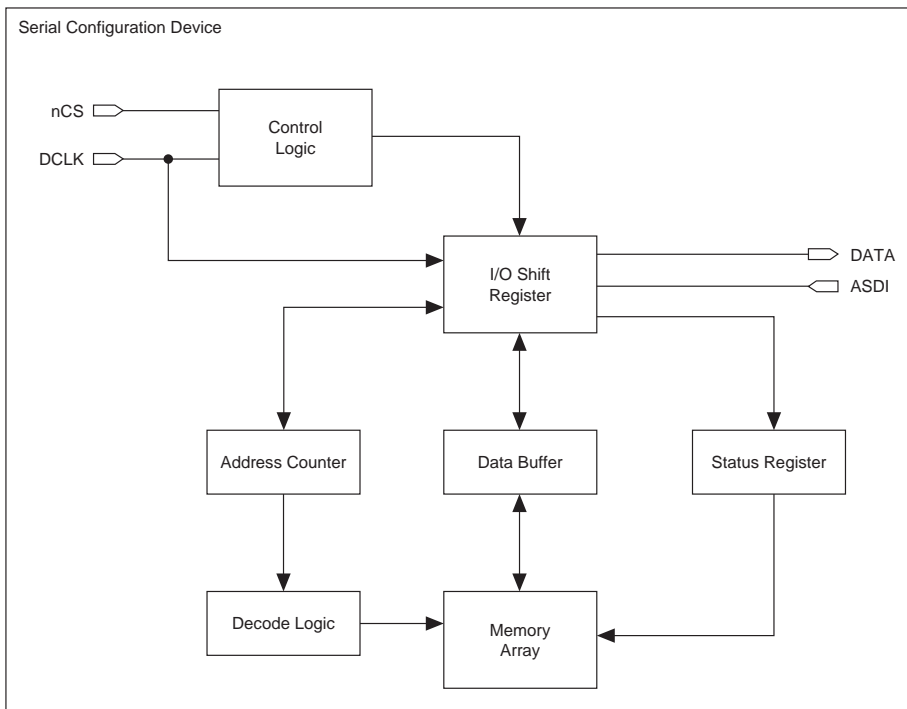 Serial Configuration Device
nCS
Control
Logic
DCLK
I/O Shift
Register
DATA
ASDI
Address Counter
Data Buffer
Status Register
Decode Logic
Memory
Array